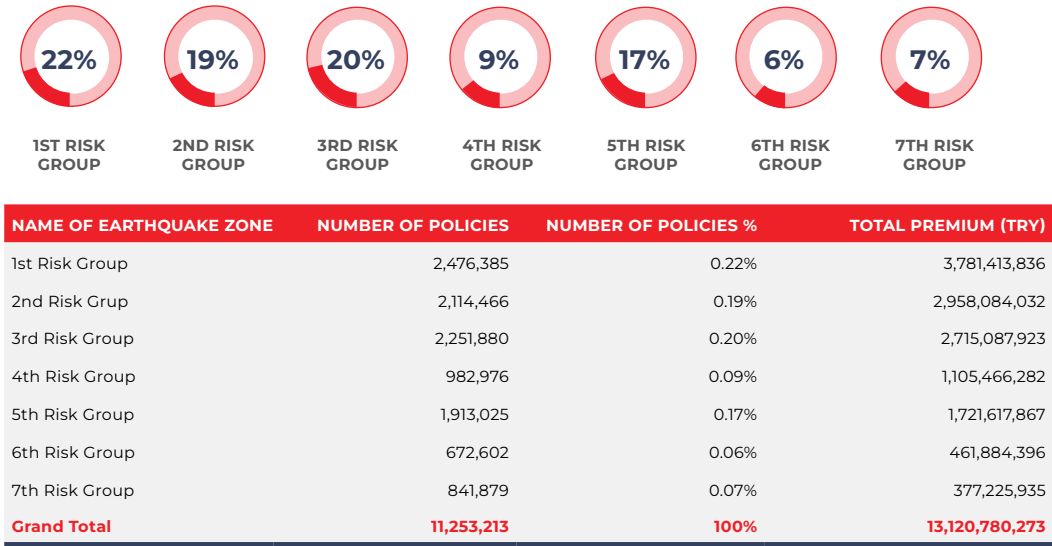 22% 19% 20% 9% 17% 6% 7%
1ST RISK GROUP
2ND RISK GROUP
3RD RISK GROUP
4TH RISK GROUP
5TH RISK GROUP
6TH RISK GROUP
7TH RISK GROUP
NAME OF EARTHQUAKE ZONE NUMBER OF POLICIES NUMBER OF POLICIES % TOTAL PREMIUM (TRY)
1st Risk Group 2,476,385 0.22% 3,781,413,836
2nd Risk Grup 2,114,466 0.19% 2,958,084,032
3rd Risk Group 2,251,880 0.20% 2,715,087,923
4th Risk Group 982,976 0.09% 1,105,466,282
5th Risk Group 1,913,025 0.17% 1,721,617,867
6th Risk Group 672,602 0.06% 461,884,396
7th Risk Group 841,879 0.07% 377,225,935
Grand Total 11,253,213 100% 13,120,780,273